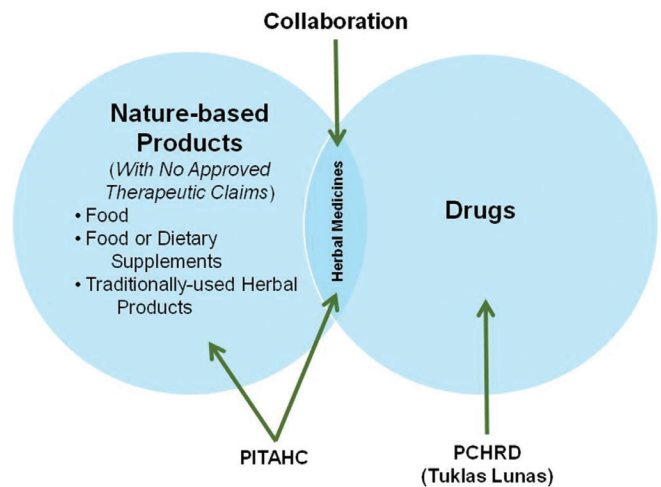 Collaboration
Nature-based
Products
(With No Approved
Therapeutic Claims)
• Food
• Food or Dietary
Supplements
• Traditionally-used Herbal
Products
Herbal Medicines
Drugs
PITAHC
PCHRD
(Tuklas Lunas)